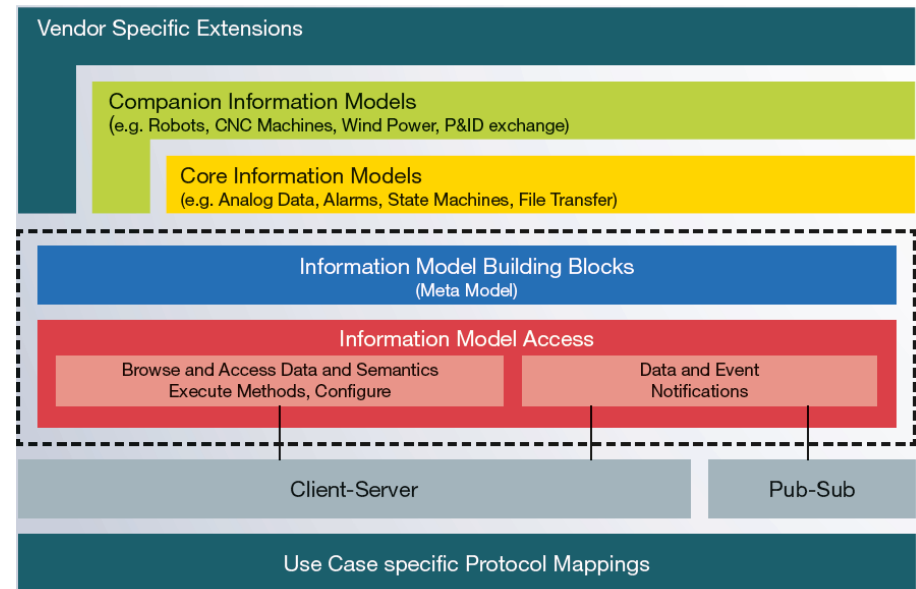 Vendor Specific Extensions
Companion Information Models
(e.g. Robots, CNC Machines, Wind Power, P&ID exchange)
Core Information Models
(e.g. Analog Data, Alarms, State Machines, File Transfer)
Information Model Building Blocks
(Meta Model)
Information Model Access
Browse and Access Data and Semantics
Execute Methods, Configure
Data and Event
Notifications
Client-Server
Pub-Sub
Use Case specific Protocol Mappings